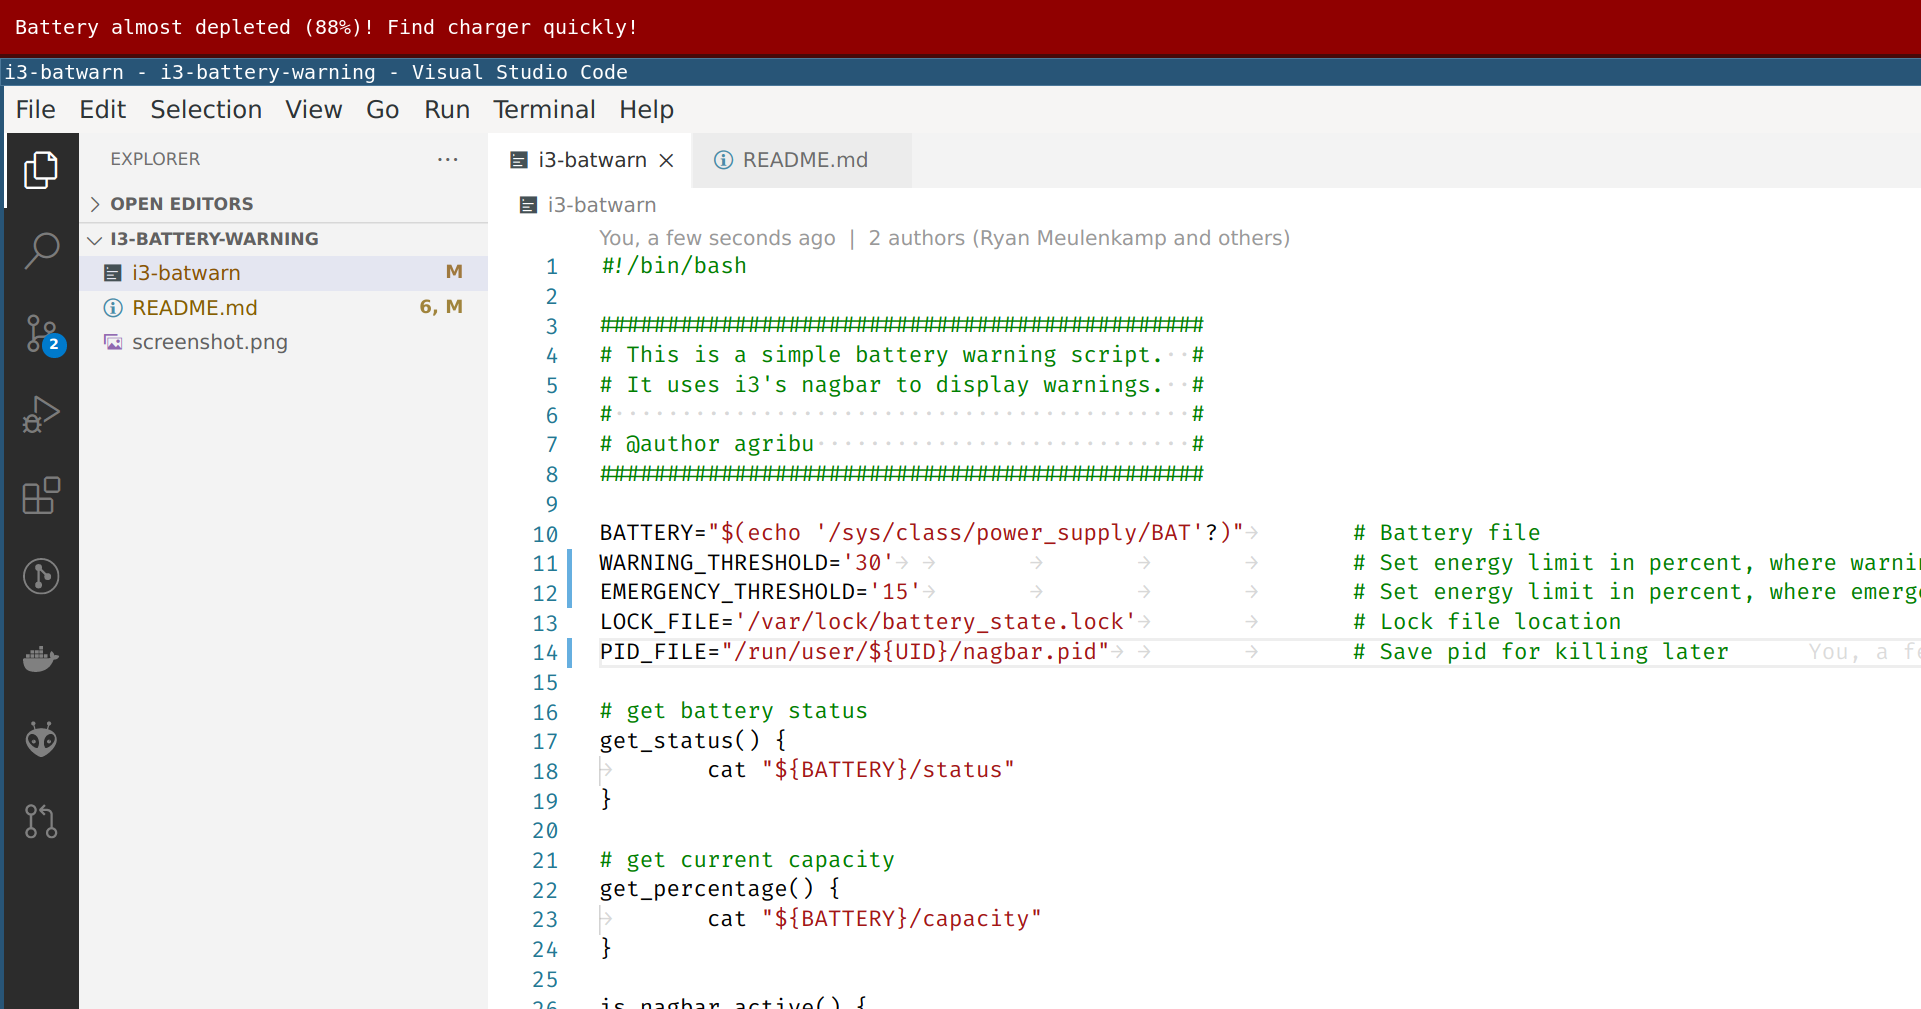 Battery almost depleted (88%)! Find charger quickly!
i3-batwarn - i3-battery-warning - Visual Studio Code
File Edit Selection View Go Run Terminal Help
EXPLORER ···
OPEN EDITORS
I3-BATTERY-WARNING
i3-batwarn M
README.md 6, M
screenshot.png
2
i3-batwarn README.md
i3-batwarn
You, a few seconds ago | 2 authors (Ryan Meulenkamp and others)
1 #!/bin/bash
2
3 #############################################
4 # This is a simple battery warning script.  #
5 # It uses i3's nagbar to display warnings.  #
6 #                                           #
7 # @author agribu                            #
8 #############################################
9
10 BATTERY="$(echo '/sys/class/power_supply/BAT'?)" # Battery file
11 WARNING_THRESHOLD='30' # Set energy limit in percent, where
12 EMERGENCY_THRESHOLD='15' # Set energy limit in percent, where
13 LOCK_FILE='/var/lock/battery_state.lock' # Lock file location
14 PID_FILE="/run/user/${UID}/nagbar.pid" # Save pid for killing later You, a
15
16 # get battery status
17 get_status() {
18 cat "${BATTERY}/status"
19 }
20
21 # get current capacity
22 get_percentage() {
23 cat "${BATTERY}/capacity"
24 }
25
26 is_nagbar_active() {